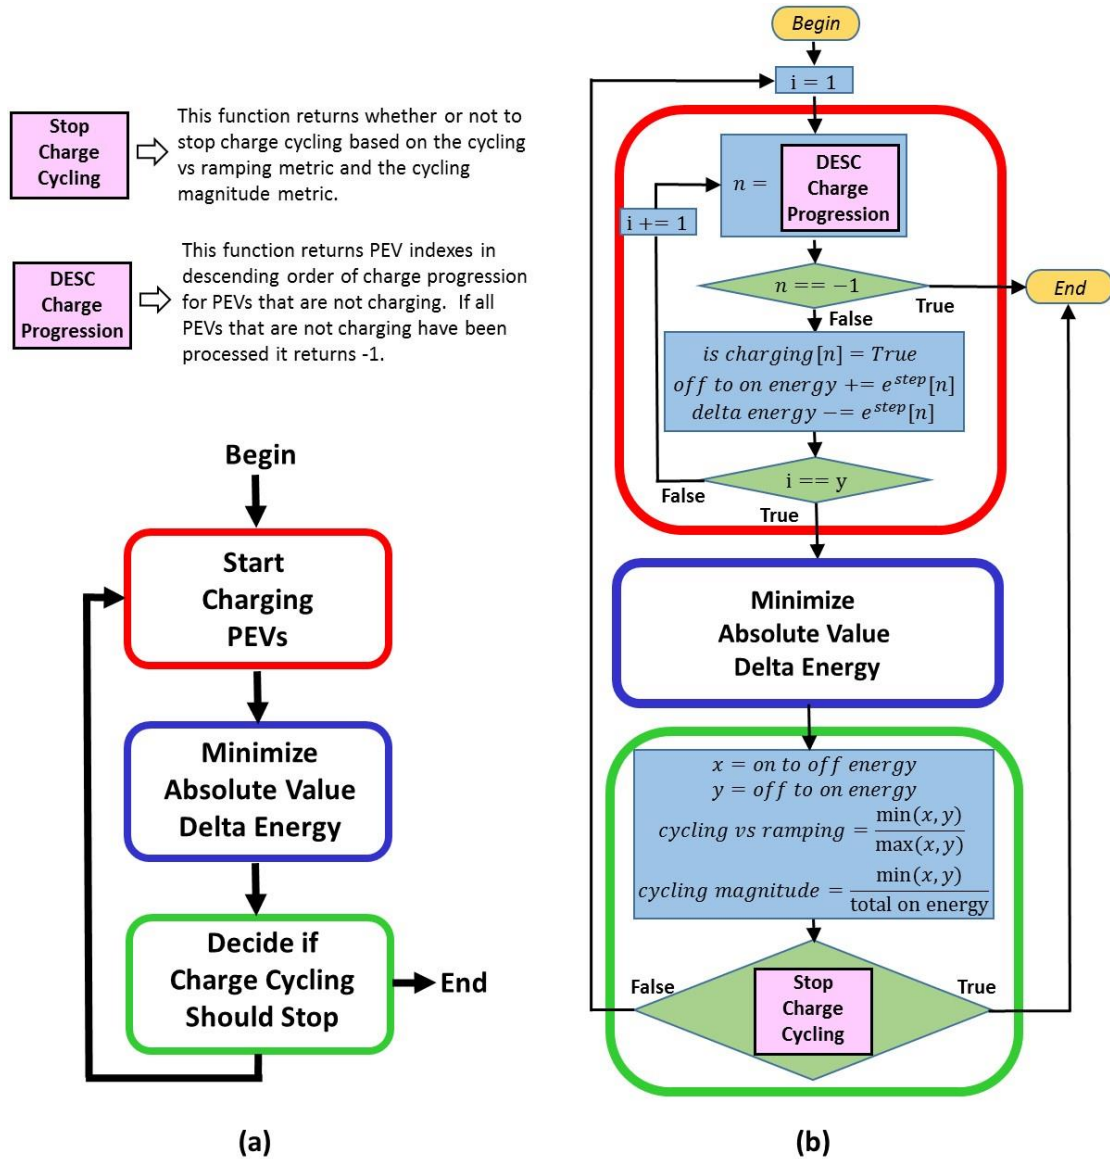 Stop
Charge
Cycling
This function returns whether or not to
stop charge cycling based on the cycling
vs ramping metric and the cycling
magnitude metric.
DESC
Charge
Progression
This function returns PEV indexes in
descending order of charge progression
for PEVs that are not charging.  If all
PEVs that are not charging have been
processed it returns -1.
Begin
Start
Charging
PEVs
Minimize
Absolute Value
Delta Energy
Decide if
Charge Cycling
Should Stop
End
(a)
Begin
i = 1
n =
DESC
Charge
Progression
i += 1
n == −1
True
False
End
is charging[n] = True
off to on energy += e^step[n]
delta energy −= e^step[n]
i == y
False
True
Minimize
Absolute Value
Delta Energy
x = on to off energy
y = off to on energy
cycling vs ramping = min(x, y) / max(x, y)
cycling magnitude = min(x, y) / total on energy
False
Stop
Charge
Cycling
True
(b)